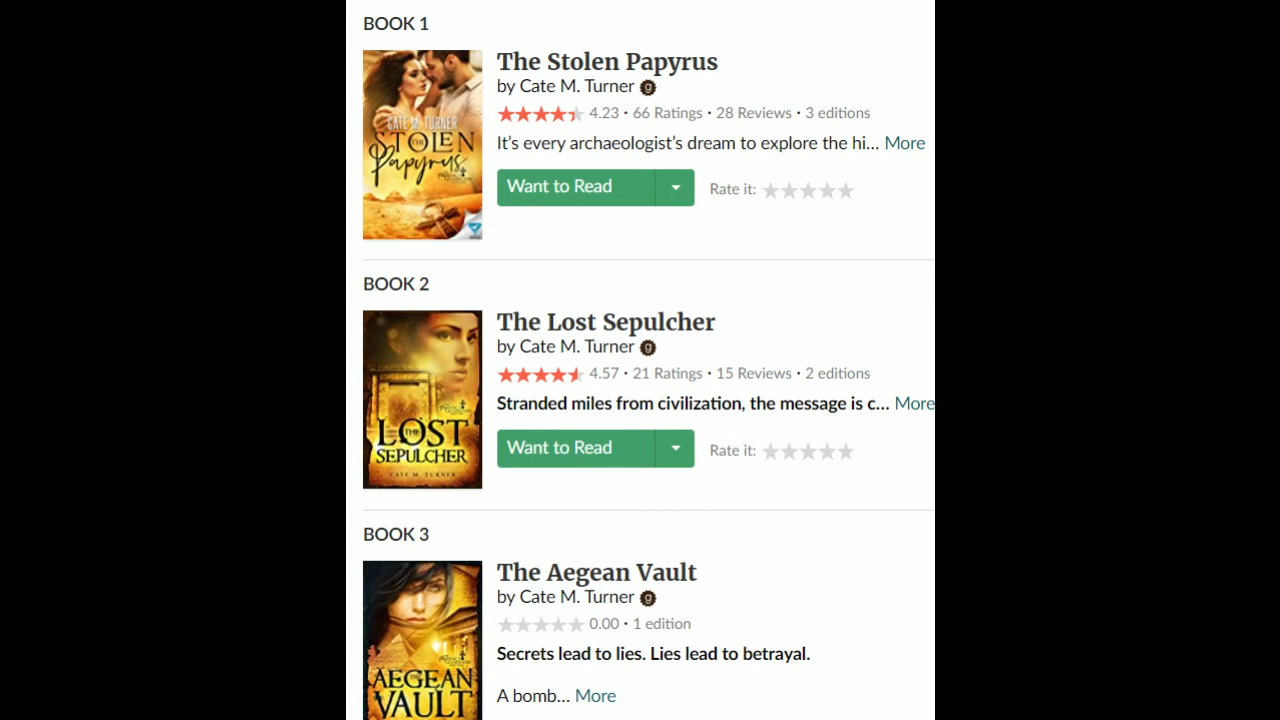 BOOK 1
The Stolen Papyrus
by Cate M. Turner g
4.23 · 66 Ratings · 28 Reviews · 3 editions
It’s every archaeologist’s dream to explore the hi... More
Want to Read
Rate it:
CATE M. TURNER
THE
STOLEN
Papyrus
BOOK 2
The Lost Sepulcher
by Cate M. Turner g
4.57 · 21 Ratings · 15 Reviews · 2 editions
Stranded miles from civilization, the message is c... More
Want to Read
Rate it:
THE
LOST
SEPULCHER
CATE M. TURNER
BOOK 3
The Aegean Vault
by Cate M. Turner g
0.00 · 1 edition
Secrets lead to lies. Lies lead to betrayal.
A bomb... More
THE
AEGEAN
VAULT